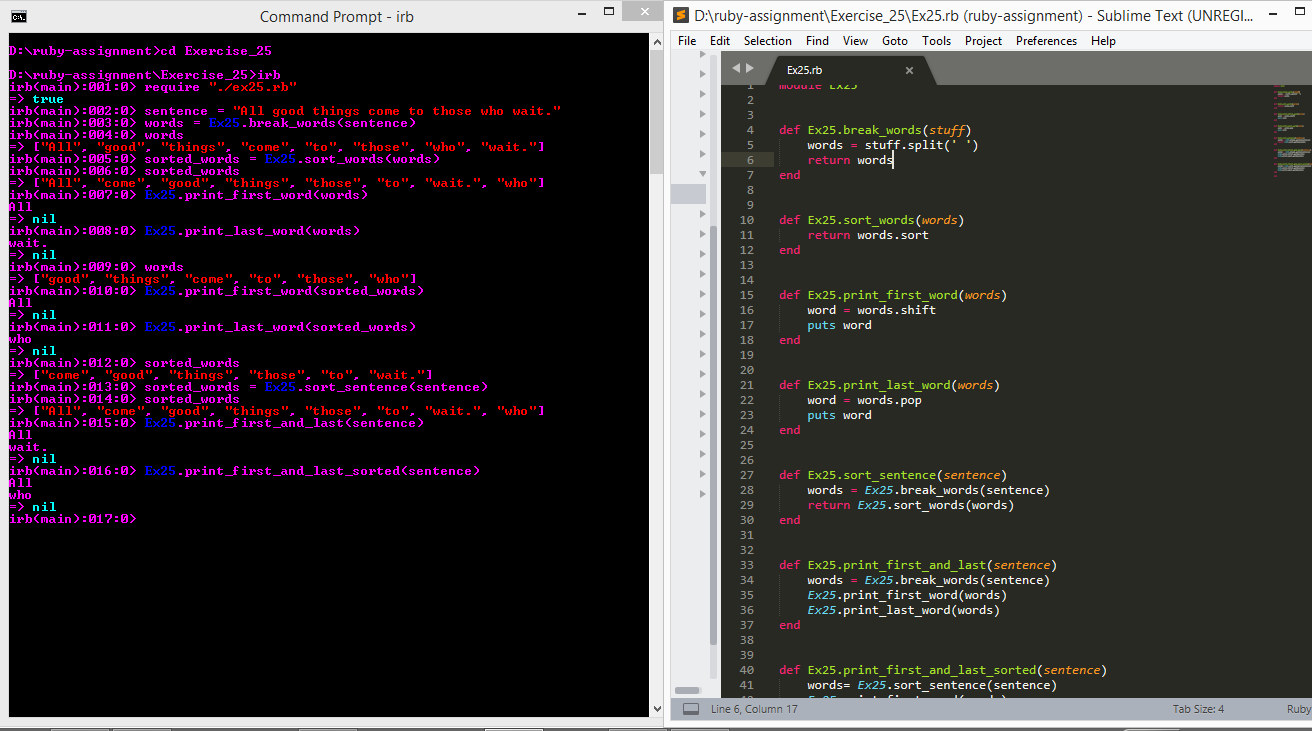 Command Prompt - irb
D:\ruby-assignment>cd Exercise_25
D:\ruby-assignment\Exercise_25>irb
irb(main):001:0> require "./ex25.rb"
=> true
irb(main):002:0> sentence = "All good things come to those who wait."
irb(main):003:0> words = Ex25.break_words(sentence)
irb(main):004:0> words
=> ["All", "good", "things", "come", "to", "those", "who", "wait."]
irb(main):005:0> sorted_words = Ex25.sort_words(words)
irb(main):006:0> sorted_words
=> ["All", "come", "good", "things", "those", "to", "wait.", "who"]
irb(main):007:0> Ex25.print_first_word(words)
All
=> nil
irb(main):008:0> Ex25.print_last_word(words)
wait.
=> nil
irb(main):009:0> words
=> ["good", "things", "come", "to", "those", "who"]
irb(main):010:0> Ex25.print_first_word(sorted_words)
All
=> nil
irb(main):011:0> Ex25.print_last_word(sorted_words)
who
=> nil
irb(main):012:0> sorted_words
=> ["come", "good", "things", "those", "to", "wait."]
irb(main):013:0> sorted_words = Ex25.sort_sentence(sentence)
irb(main):014:0> sorted_words
=> ["All", "come", "good", "things", "those", "to", "wait.", "who"]
irb(main):015:0> Ex25.print_first_and_last(sentence)
All
wait.
=> nil
irb(main):016:0> Ex25.print_first_and_last_sorted(sentence)
All
who
=> nil
irb(main):017:0>
D:\ruby-assignment\Exercise_25\Ex25.rb (ruby-assignment) - Sublime Text (UNREGI...
File Edit Selection Find View Goto Tools Project Preferences Help
Ex25.rb
1 module Ex25
2
3
4 def Ex25.break_words(stuff)
5 words = stuff.split(' ')
6 return words
7 end
8
9
10 def Ex25.sort_words(words)
11 return words.sort
12 end
13
14
15 def Ex25.print_first_word(words)
16 word = words.shift
17 puts word
18 end
19
20
21 def Ex25.print_last_word(words)
22 word = words.pop
23 puts word
24 end
25
26
27 def Ex25.sort_sentence(sentence)
28 words = Ex25.break_words(sentence)
29 return Ex25.sort_words(words)
30 end
31
32
33 def Ex25.print_first_and_last(sentence)
34 words = Ex25.break_words(sentence)
35 Ex25.print_first_word(words)
36 Ex25.print_last_word(words)
37 end
38
39
40 def Ex25.print_first_and_last_sorted(sentence)
41 words= Ex25.sort_sentence(sentence)
Line 6, Column 17
Tab Size: 4
Ruby